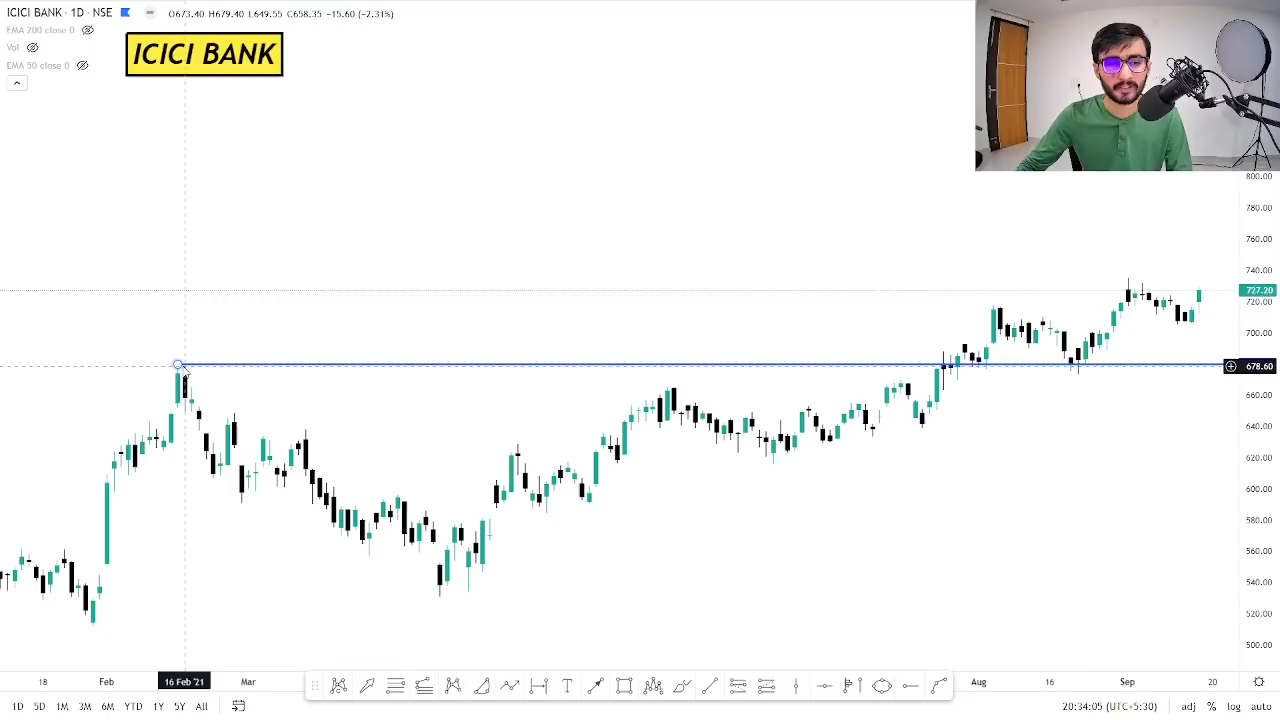 ICICI BANK · 1D · NSE O673.40 H679.40 L649.55 C658.35 −15.60 (−2.31%)
EMA 200 close 0
Vol
EMA 50 close 0
ICICI BANK
800.00
780.00
760.00
740.00
727.20
720.00
700.00
678.60
660.00
640.00
620.00
600.00
580.00
560.00
540.00
520.00
500.00
18 Feb 16 Feb '21 Mar Aug 16 Sep 20
1D 5D 1M 3M 6M YTD 1Y 5Y All 20:34:05 (UTC+5:30) adj % log auto